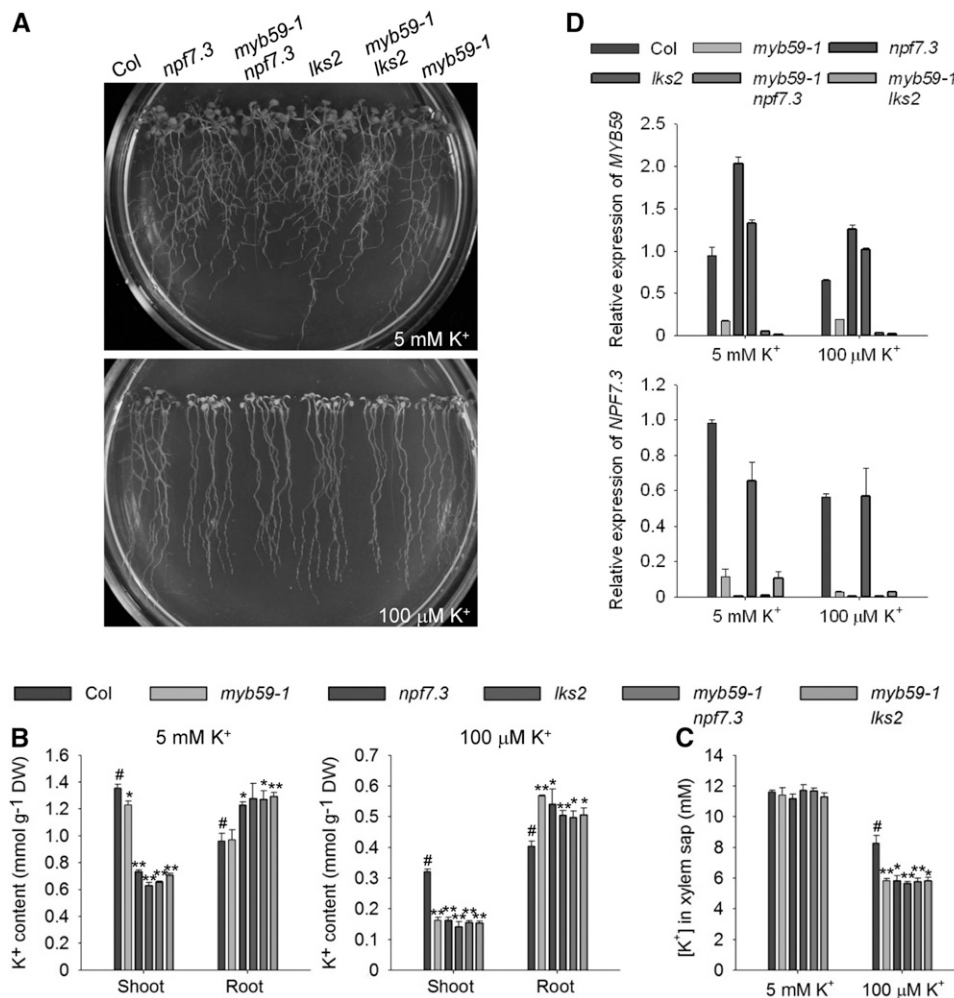 A
Col
npf7.3
myb59-1
npf7.3
lks2
myb59-1
lks2
myb59-1
5 mM K+
100 μM K+
D
Col
myb59-1
npf7.3
lks2
myb59-1
npf7.3
myb59-1
lks2
Relative expression of MYB59
2.5
2.0
1.5
1.0
0.5
0
5 mM K+
100 μM K+
Relative expression of NPF7.3
1.2
1.0
0.8
0.6
0.4
0.2
0
5 mM K+
100 μM K+
Col
myb59-1
npf7.3
lks2
myb59-1
npf7.3
myb59-1
lks2
B
5 mM K+
K+ content (mmol g-1 DW)
1.6
1.4
1.2
1.0
0.8
0.6
0.4
0.2
0
#
*
**
**
**
**
#
*
*
**
Shoot
Root
100 μM K+
K+ content (mmol g-1 DW)
0.7
0.6
0.5
0.4
0.3
0.2
0.1
0
#
**
**
**
**
**
#
**
*
**
*
*
Shoot
Root
C
[K+] in xylem sap (mM)
14
12
10
8
6
4
2
0
#
**
*
**
**
*
5 mM K+
100 μM K+